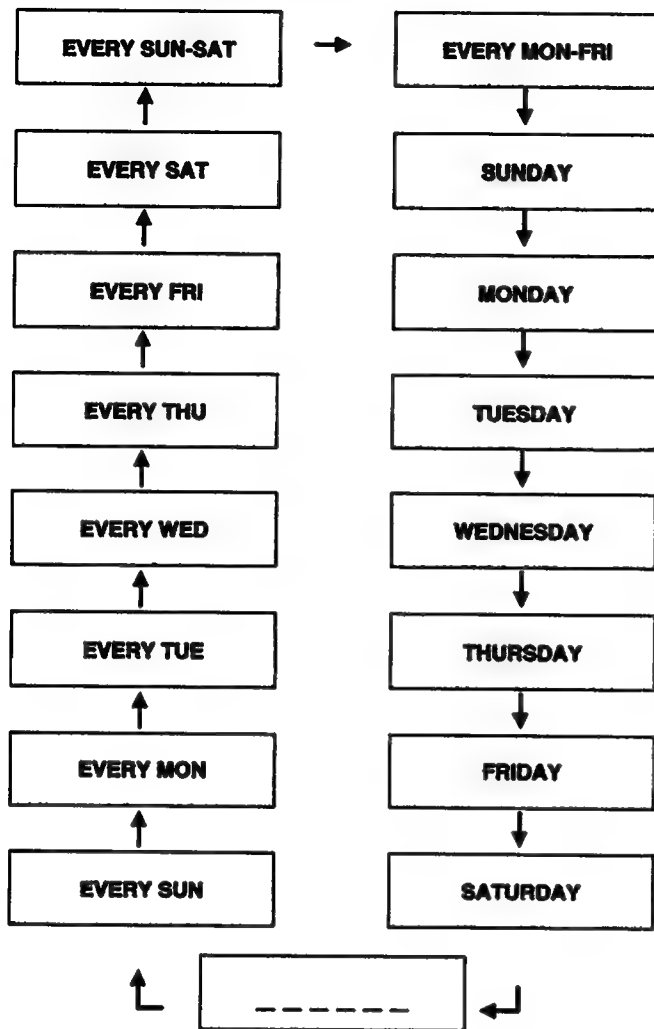 EVERY SUN-SAT
EVERY MON-FRI
EVERY SAT
SUNDAY
EVERY FRI
MONDAY
EVERY THU
TUESDAY
EVERY WED
WEDNESDAY
EVERY TUE
THURSDAY
EVERY MON
FRIDAY
EVERY SUN
SATURDAY
_ _ _ _ _ _ _